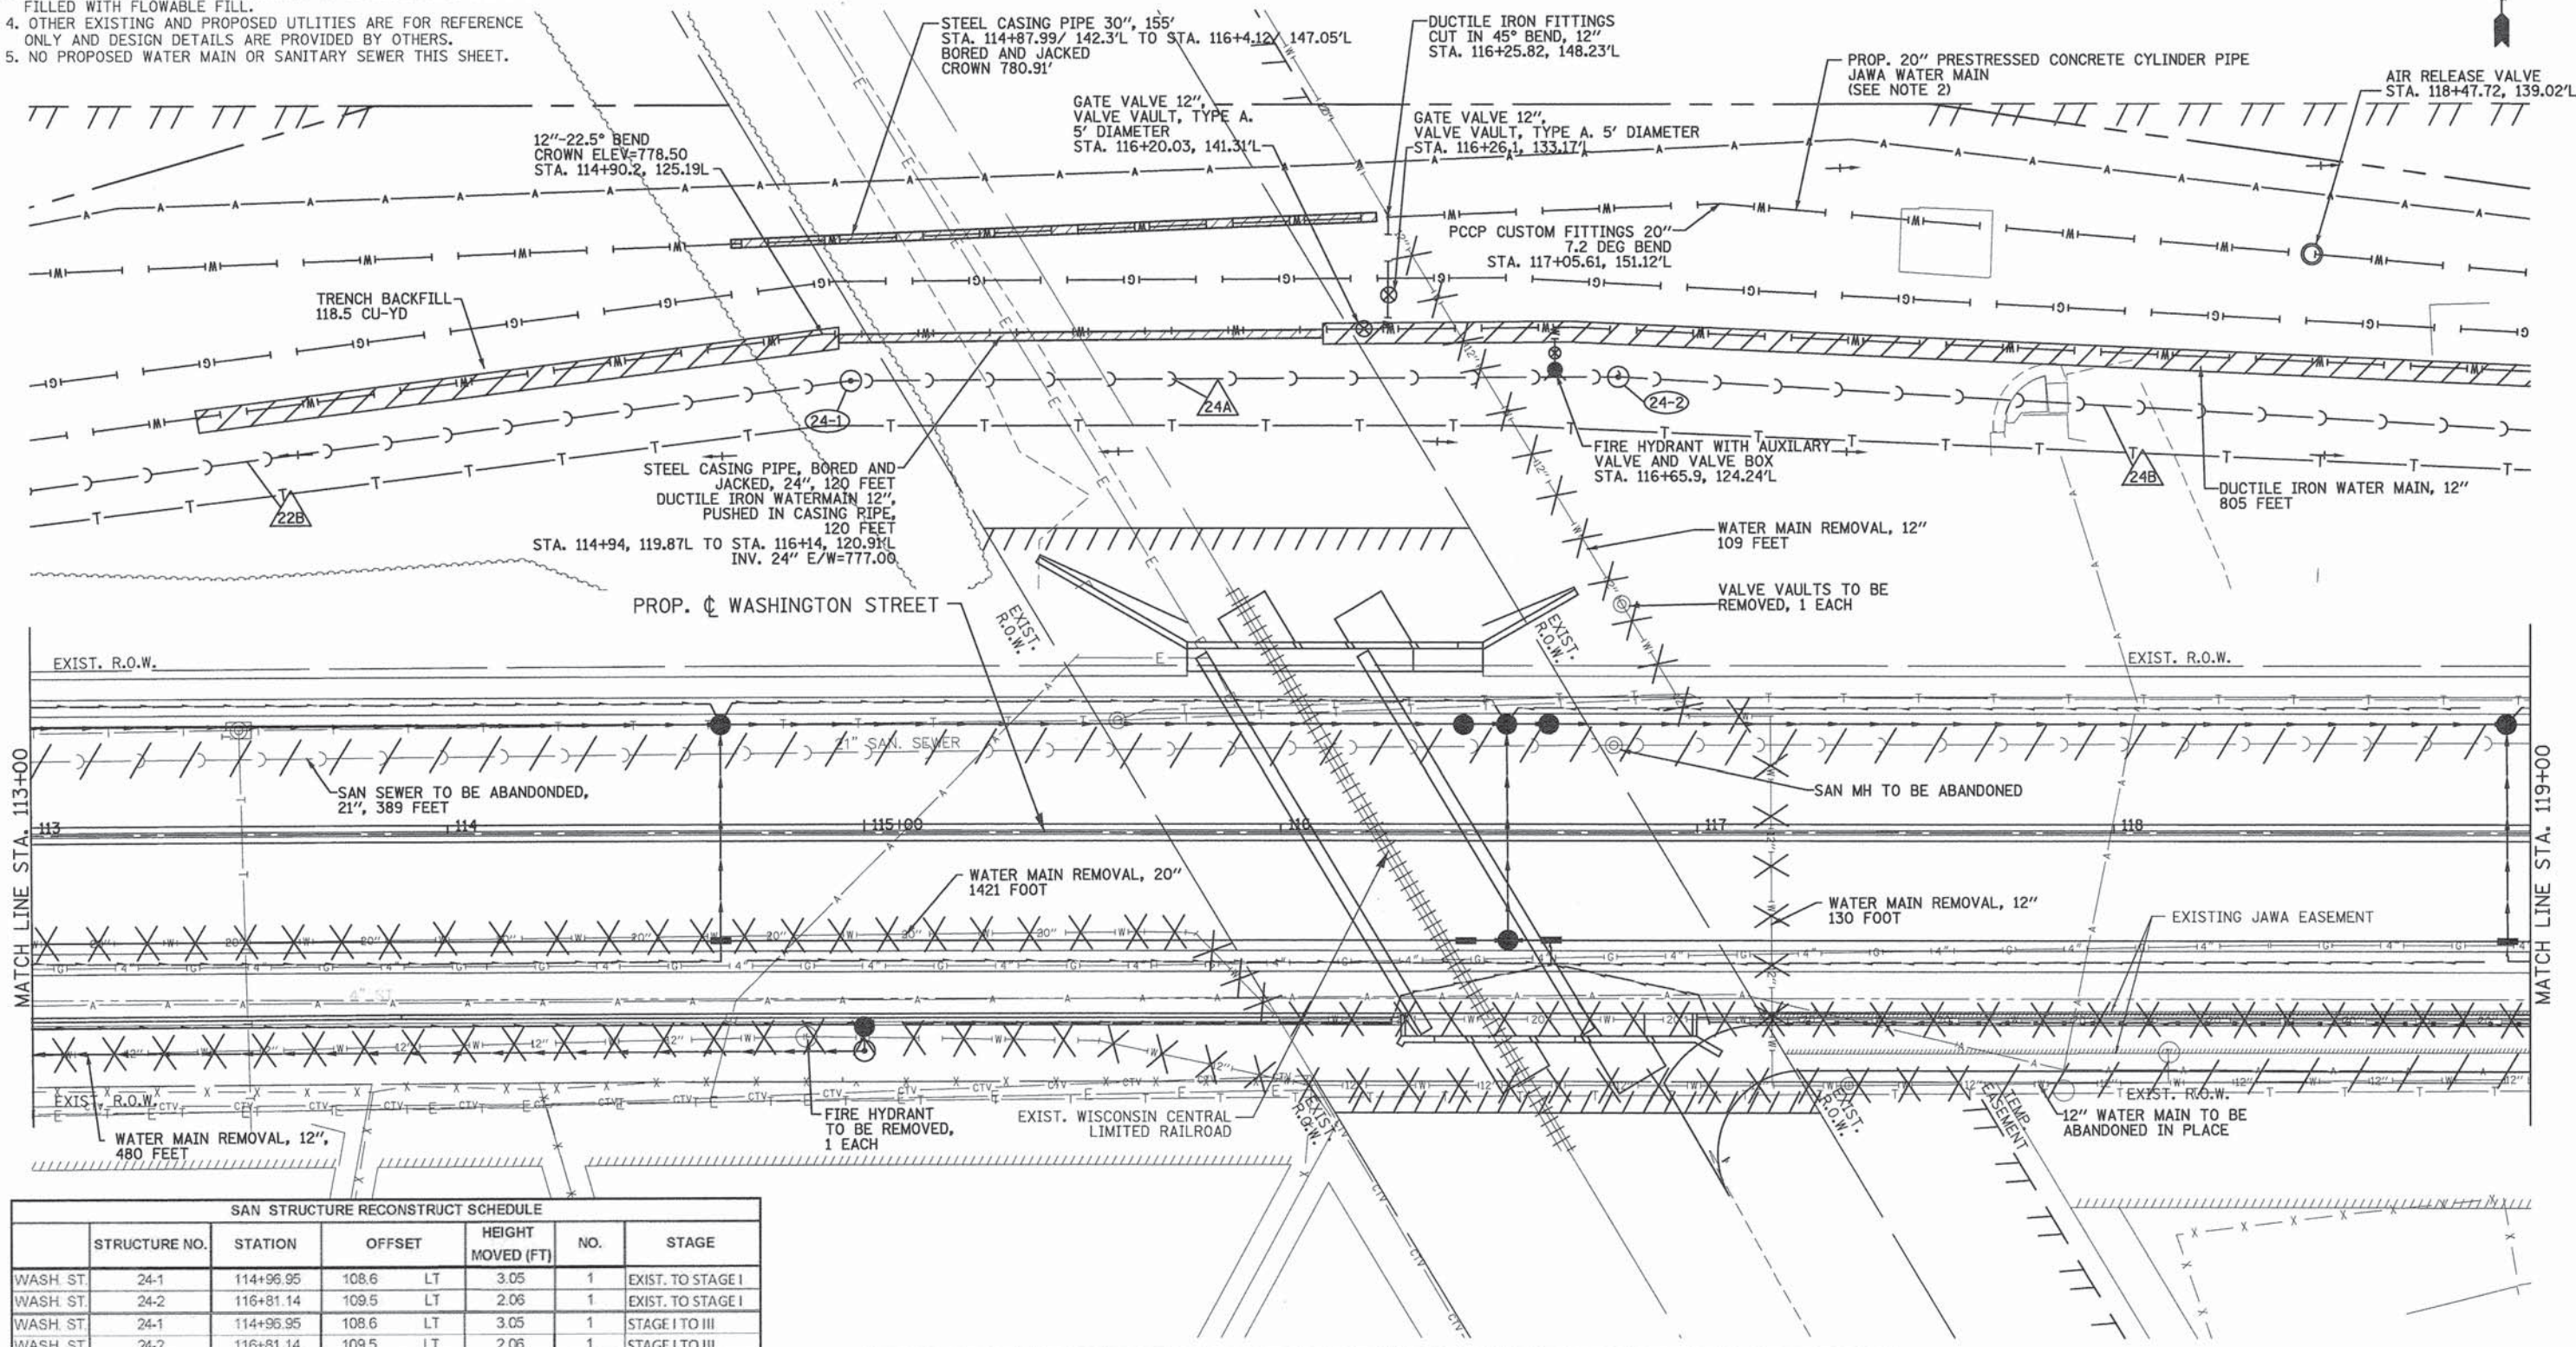 FILLED WITH FLOWABLE FILL.
4. OTHER EXISTING AND PROPOSED UTLITIES ARE FOR REFERENCE
ONLY AND DESIGN DETAILS ARE PROVIDED BY OTHERS.
5. NO PROPOSED WATER MAIN OR SANITARY SEWER THIS SHEET.
STEEL CASING PIPE 30", 155'
STA. 114+87.99/ 142.3'L TO STA. 116+4.12/ 147.05'L
BORED AND JACKED
CROWN 780.91'
DUCTILE IRON FITTINGS
CUT IN 45° BEND, 12"
STA. 116+25.82, 148.23'L
PROP. 20" PRESTRESSED CONCRETE CYLINDER PIPE
JAWA WATER MAIN
(SEE NOTE 2)
AIR RELEASE VALVE
STA. 118+47.72, 139.02'L
GATE VALVE 12",
VALVE VAULT, TYPE A.
5' DIAMETER
STA. 116+20.03, 141.31'L
GATE VALVE 12",
VALVE VAULT, TYPE A. 5' DIAMETER
STA. 116+26.1, 133.17'L
12"-22.5° BEND
CROWN ELEV=778.50
STA. 114+90.2, 125.19L
PCCP CUSTOM FITTINGS 20"
7.2 DEG BEND
STA. 117+05.61, 151.12'L
TRENCH BACKFILL
118.5 CU-YD
24-1
24A
24-2
22B
24B
STEEL CASING PIPE, BORED AND
JACKED, 24", 120 FEET
DUCTILE IRON WATERMAIN 12",
PUSHED IN CASING PIPE,
120 FEET
STA. 114+94, 119.87L TO STA. 116+14, 120.91'L
INV. 24" E/W=777.00
FIRE HYDRANT WITH AUXILARY
VALVE AND VALVE BOX
STA. 116+65.9, 124.24'L
DUCTILE IRON WATER MAIN, 12"
805 FEET
WATER MAIN REMOVAL, 12"
109 FEET
VALVE VAULTS TO BE
REMOVED, 1 EACH
PROP. ℄ WASHINGTON STREET
EXIST. R.O.W.
EXIST. R.O.W.
EXIST. R.O.W.
EXIST. R.O.W.
21" SAN. SEWER
SAN SEWER TO BE ABANDONDED,
21", 389 FEET
SAN MH TO BE ABANDONED
MATCH LINE STA. 113+00
MATCH LINE STA. 119+00
113
114
115+00
116
117
118
WATER MAIN REMOVAL, 20"
1421 FOOT
WATER MAIN REMOVAL, 12"
130 FOOT
EXISTING JAWA EASEMENT
4" ST
EXIST. R.O.W.
WATER MAIN REMOVAL, 12",
480 FEET
FIRE HYDRANT
TO BE REMOVED,
1 EACH
EXIST. WISCONSIN CENTRAL
LIMITED RAILROAD
EXIST. R.O.W.
EXIST. R.O.W.
TEMP EASEMENT
EXIST. R.O.W.
12" WATER MAIN TO BE
ABANDONED IN PLACE
SAN STRUCTURE RECONSTRUCT SCHEDULE
STRUCTURE NO. STATION OFFSET HEIGHT MOVED (FT) NO. STAGE
WASH. ST. 24-1 114+96.95 108.6 LT 3.05 1 EXIST. TO STAGE I
WASH. ST. 24-2 116+81.14 109.5 LT 2.06 1 EXIST. TO STAGE I
WASH. ST. 24-1 114+96.95 108.6 LT 3.05 1 STAGE I TO III
WASH. ST. 24-2 116+81.14 109.5 LT 2.06 1 STAGE I TO III